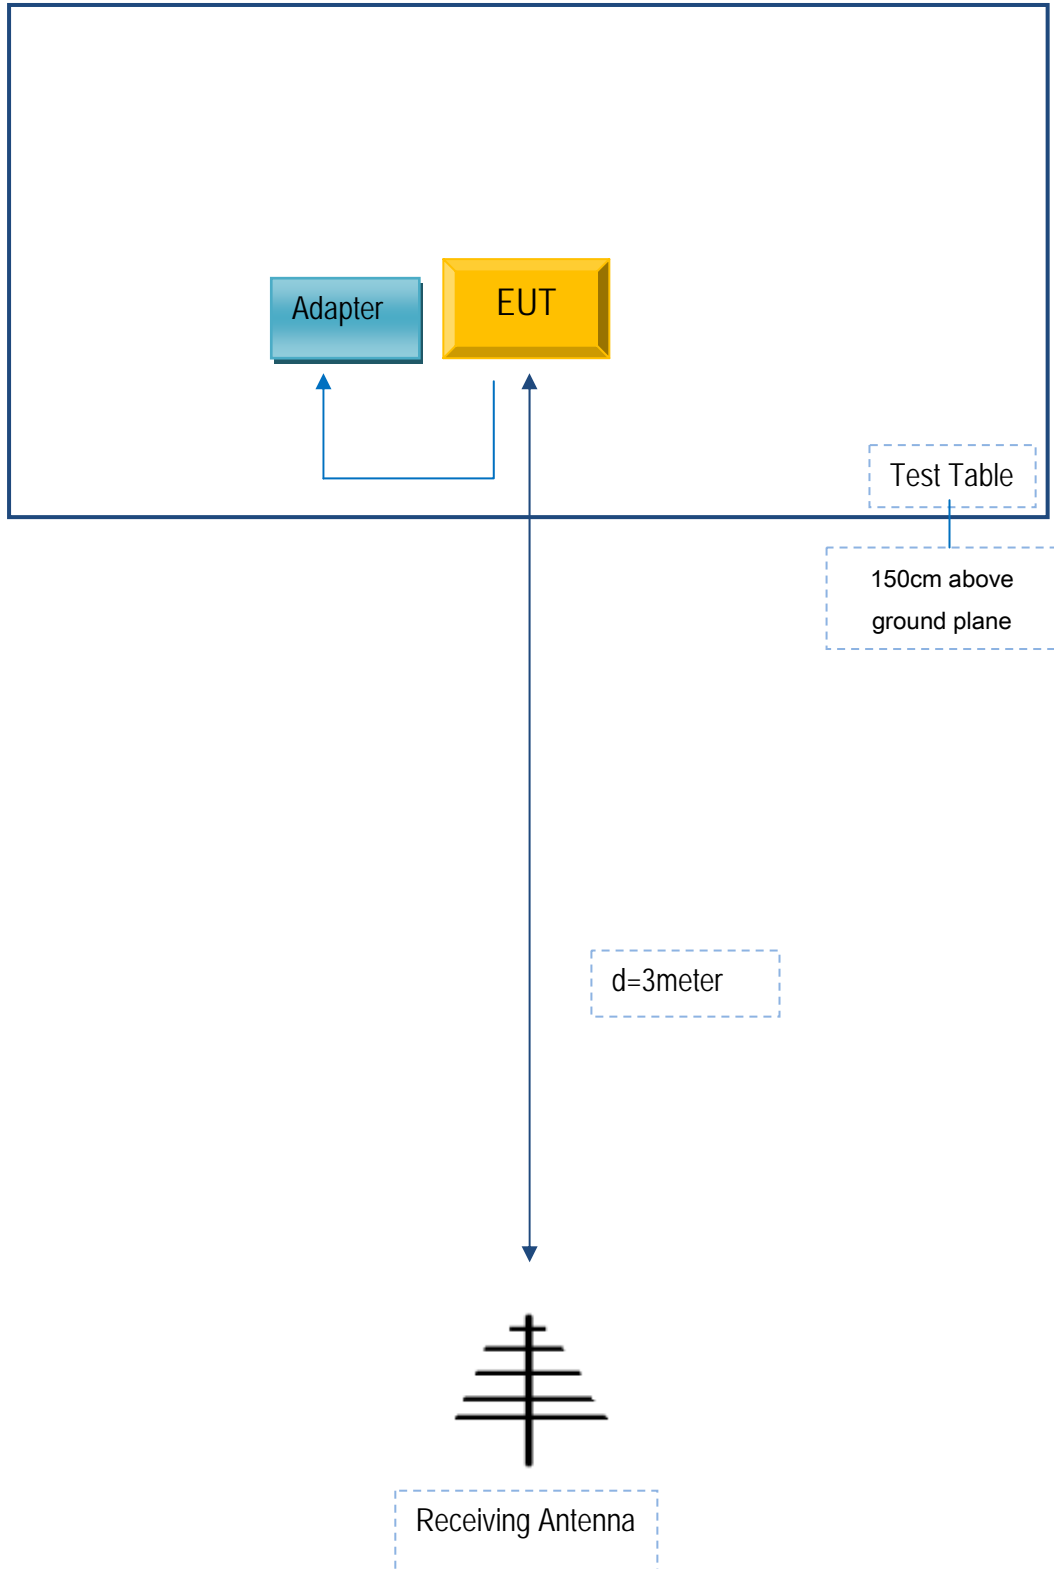 Adapter
EUT
Test Table
150cm above
ground plane
d=3meter
Receiving Antenna